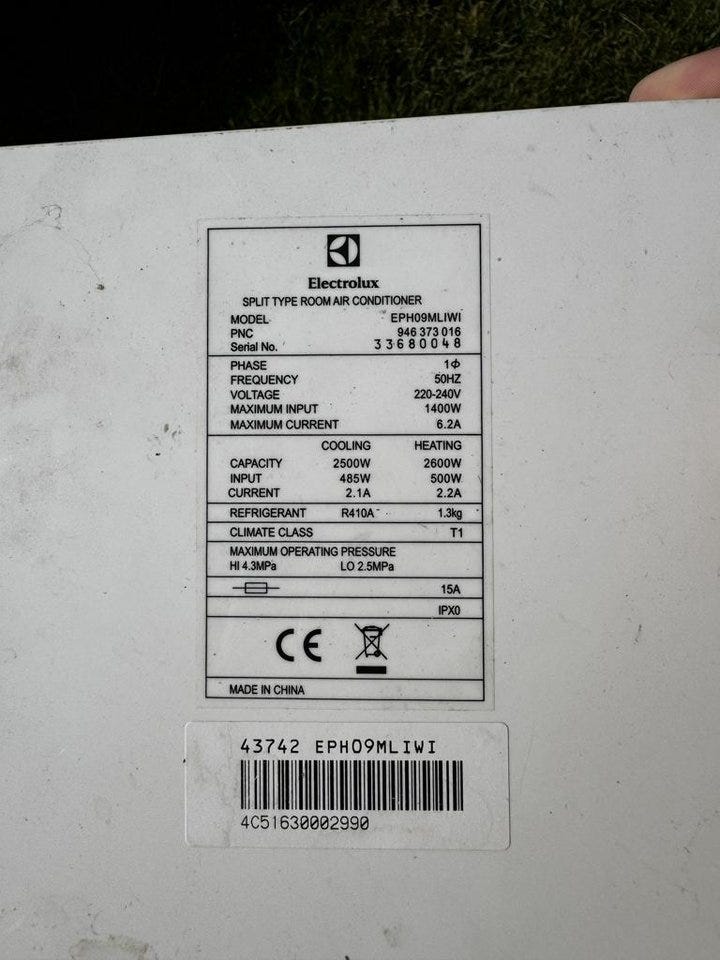 Electrolux
SPLIT TYPE ROOM AIR CONDITIONER
MODEL EPH09MLIWI
PNC 946 373 016
Serial No. 33680048
PHASE 1ϕ
FREQUENCY 50HZ
VOLTAGE 220-240V
MAXIMUM INPUT 1400W
MAXIMUM CURRENT 6.2A
COOLING HEATING
CAPACITY 2500W 2600W
INPUT 485W 500W
CURRENT 2.1A 2.2A
REFRIGERANT R410A 1.3kg
CLIMATE CLASS T1
MAXIMUM OPERATING PRESSURE
HI 4.3MPa LO 2.5MPa
15A
IPX0
CE
MADE IN CHINA
43742 EPH09MLIWI
4C51630002990